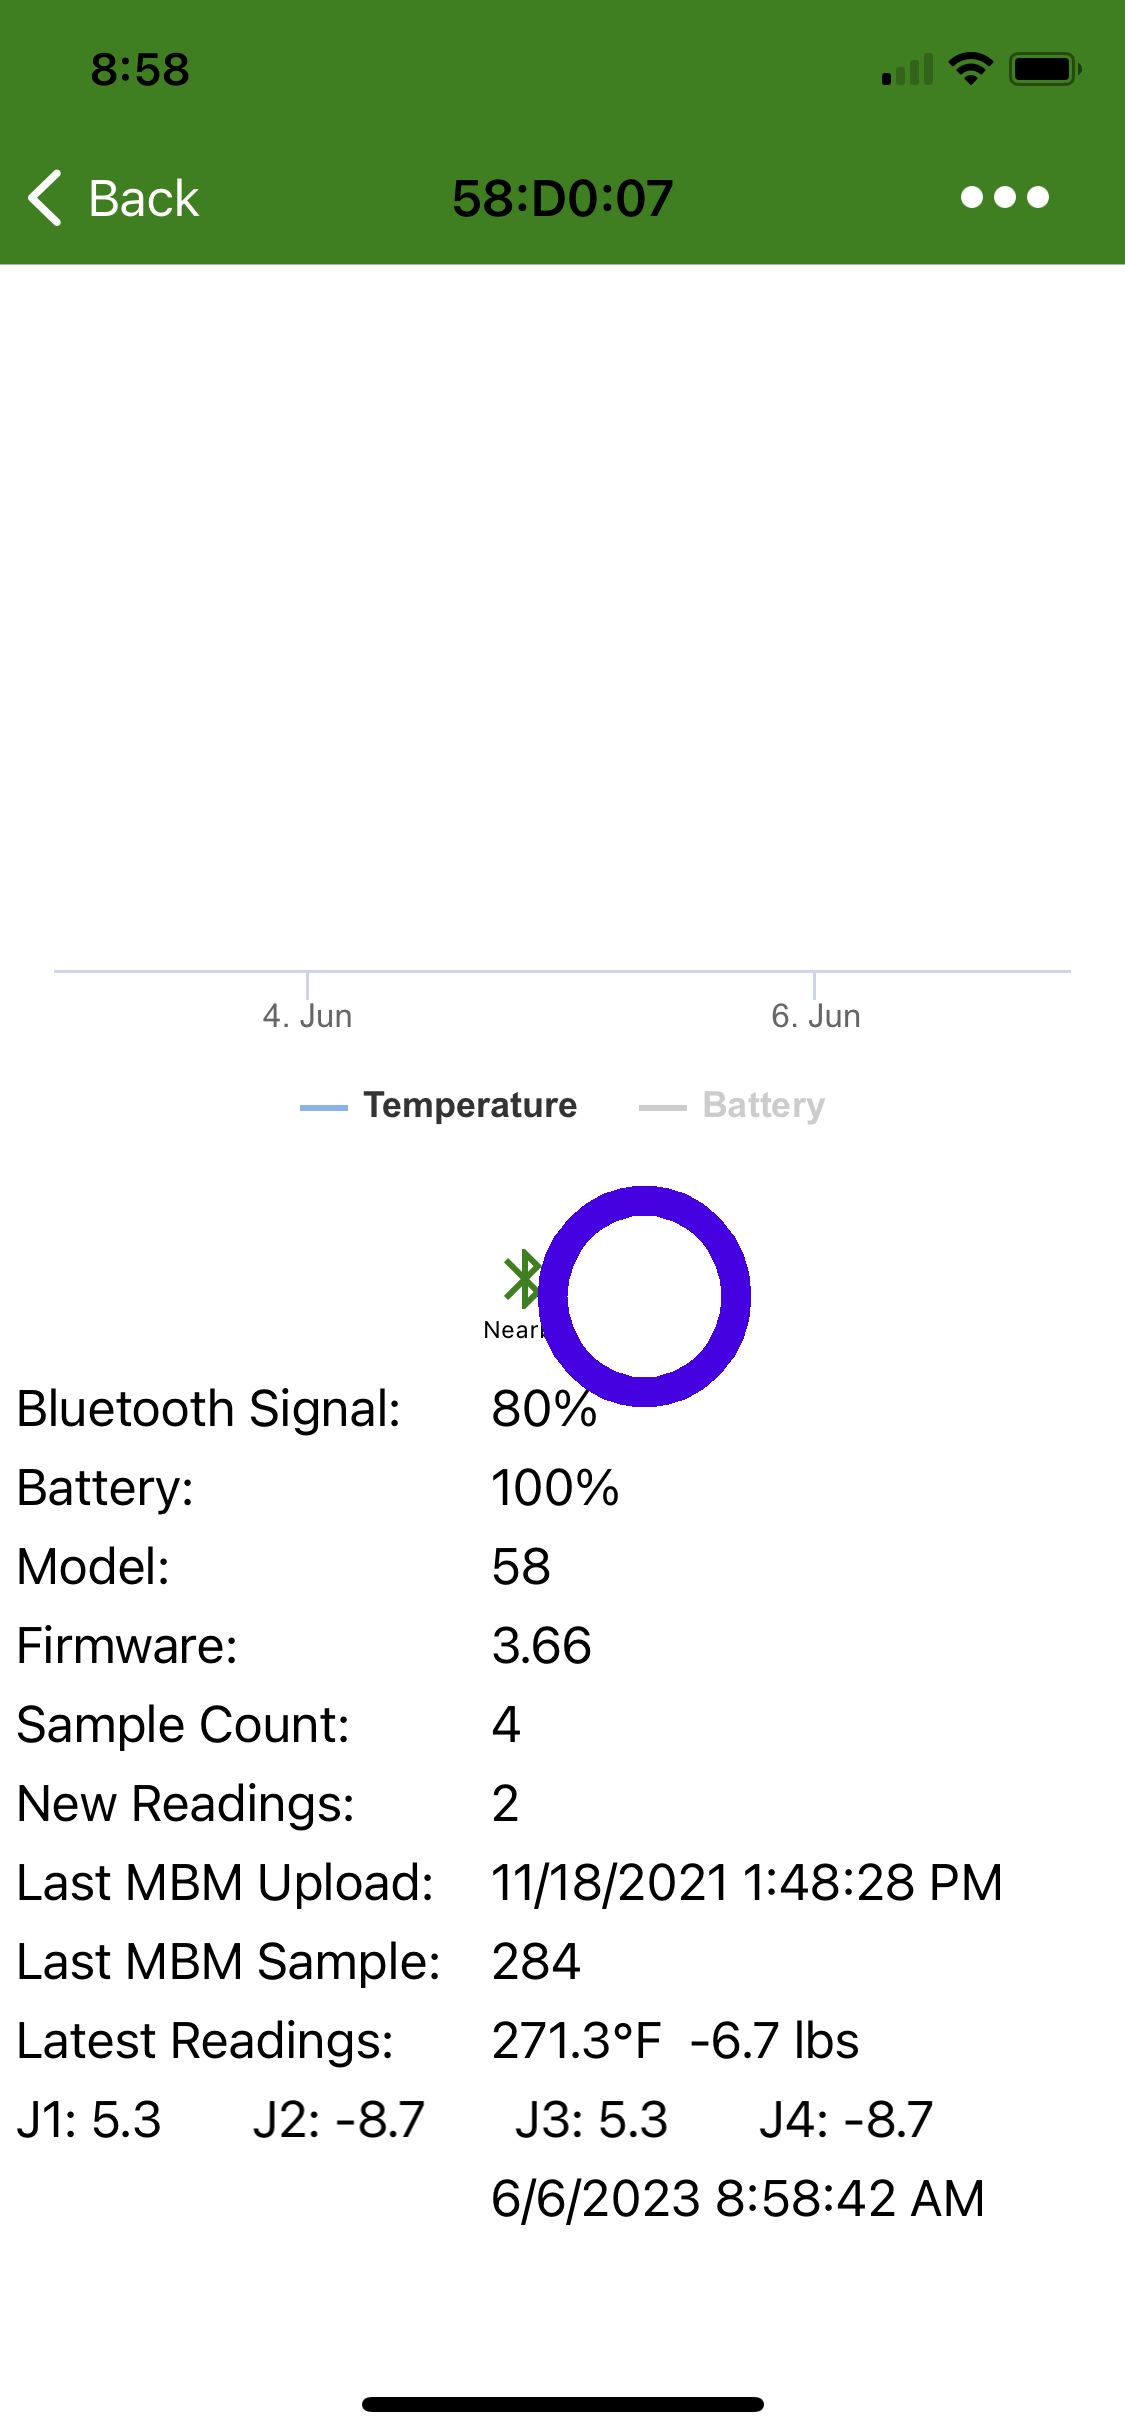 8:58
Back 58:D0:07
4. Jun 6. Jun
Temperature Battery
Bluetooth Signal: 80%
Battery: 100%
Model: 58
Firmware: 3.66
Sample Count: 4
New Readings: 2
Last MBM Upload: 11/18/2021 1:48:28 PM
Last MBM Sample: 284
Latest Readings: 271.3°F -6.7 lbs
J1: 5.3 J2: -8.7 J3: 5.3 J4: -8.7
6/6/2023 8:58:42 AM